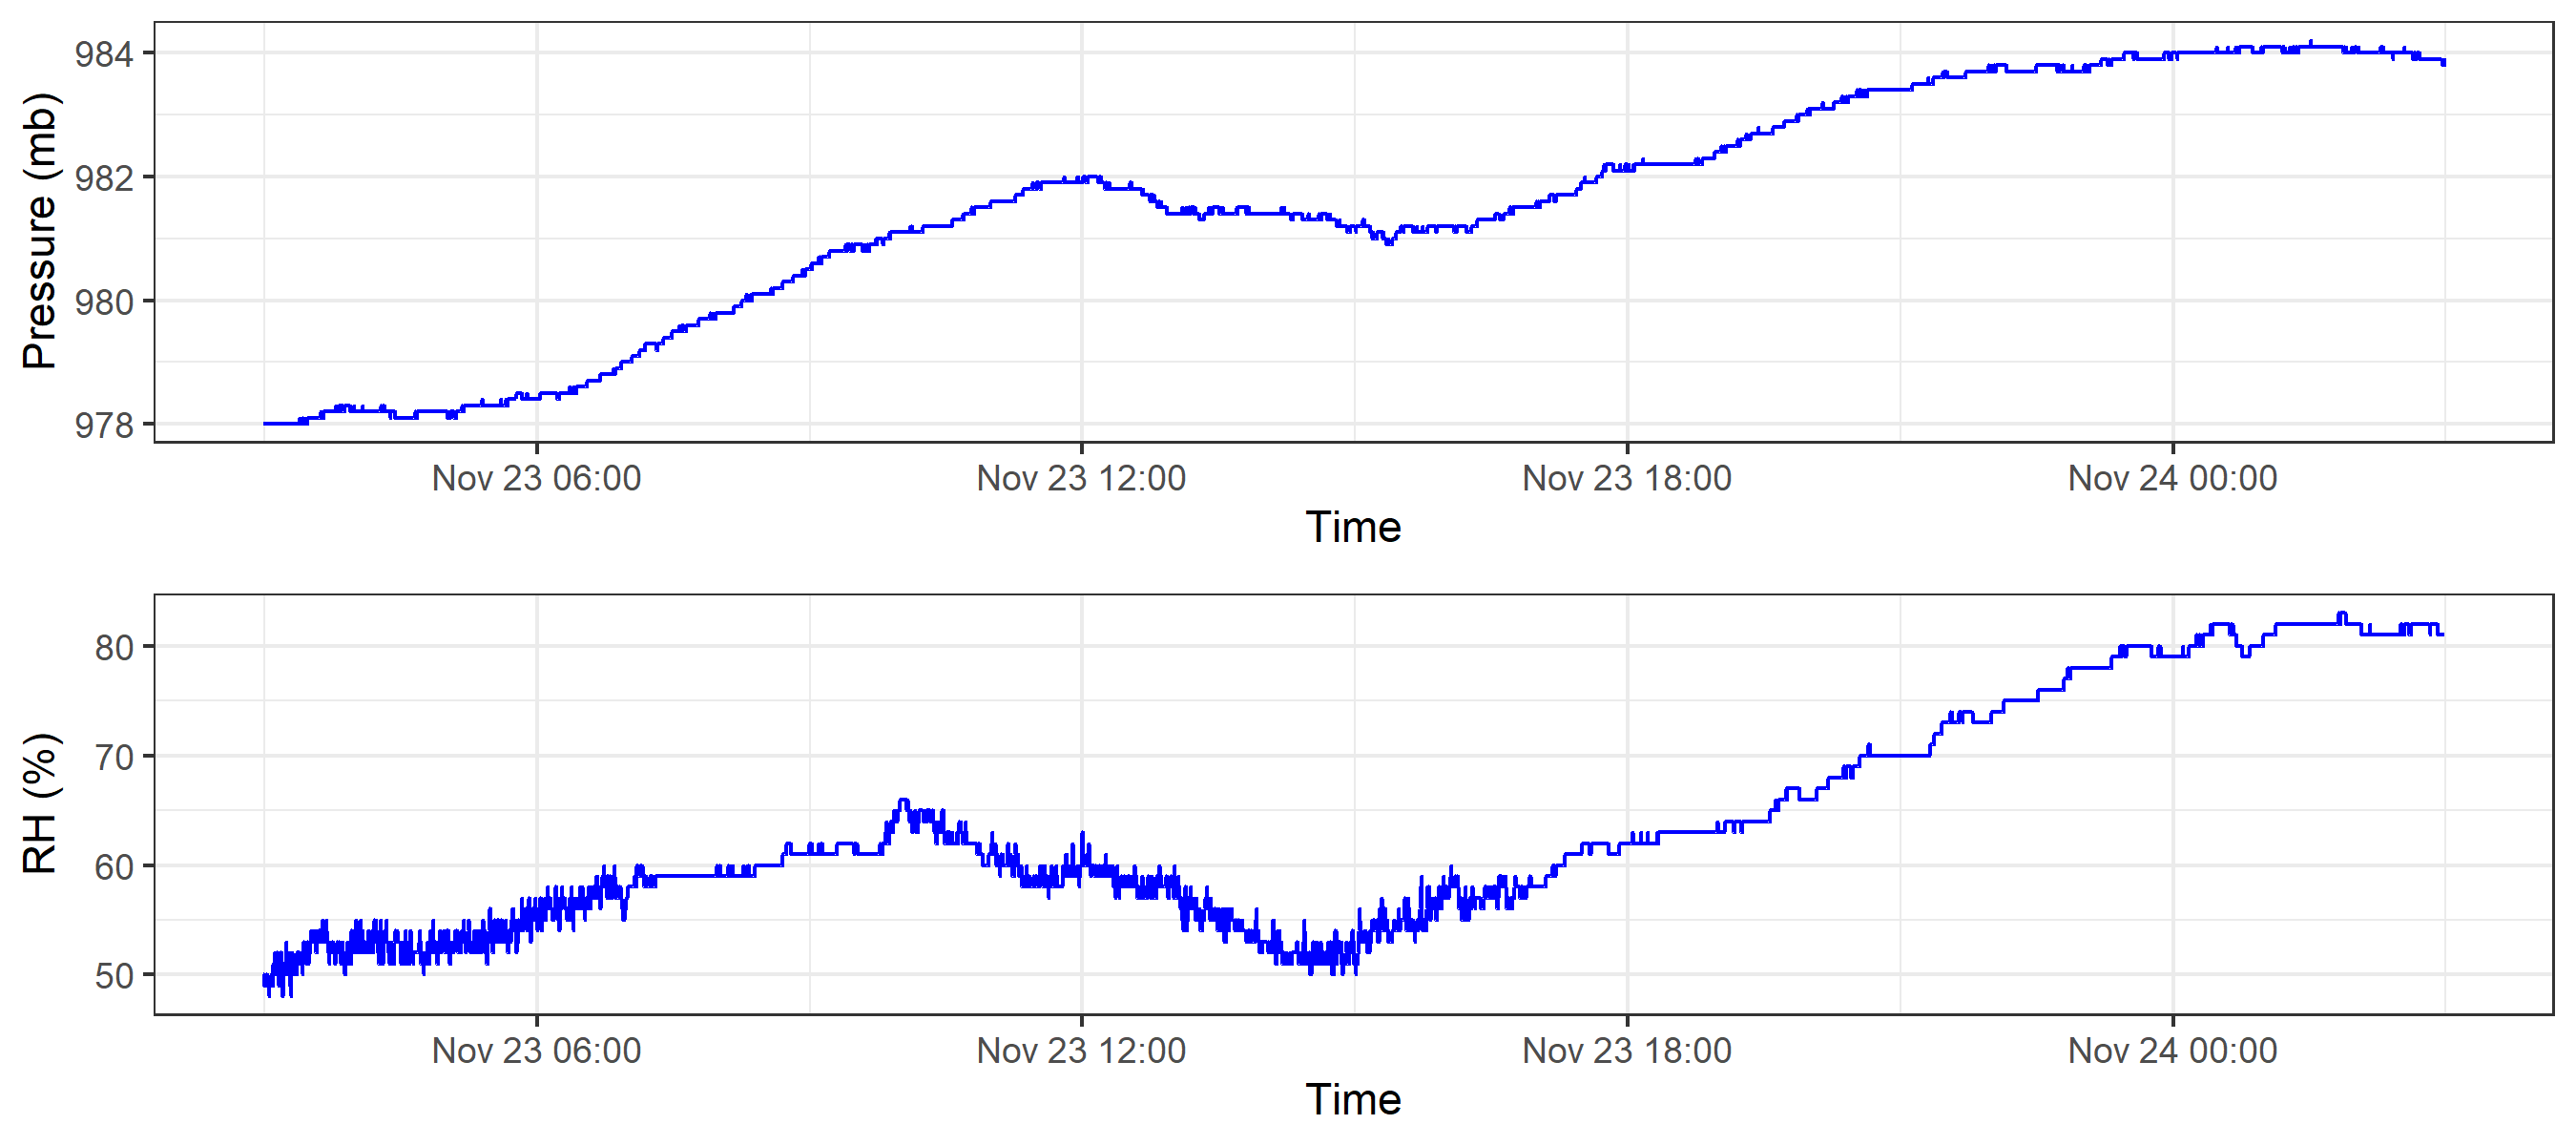 Pressure (mb)
984
982
980
978
Nov 23 06:00
Nov 23 12:00
Nov 23 18:00
Nov 24 00:00
Time
RH (%)
80
70
60
50
Nov 23 06:00
Nov 23 12:00
Nov 23 18:00
Nov 24 00:00
Time